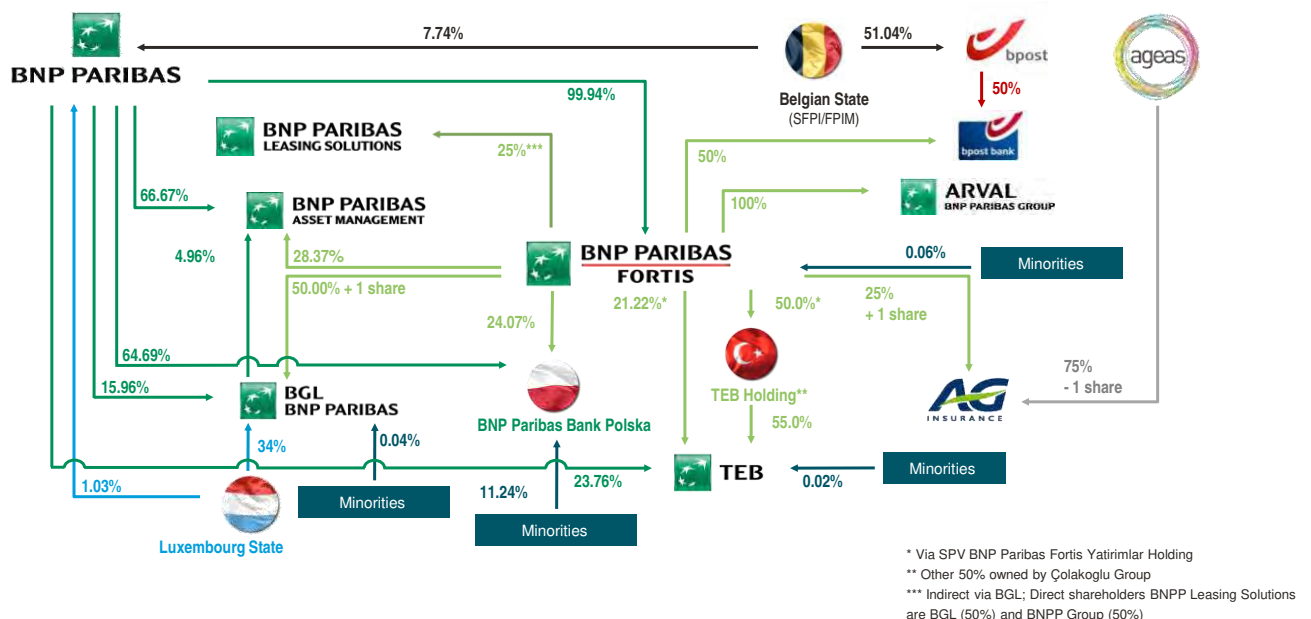 7.74%
51.04%
bpost
ageas
BNP PARIBAS
99.94%
Belgian State
(SFPI/FPIM)
50%
BNP PARIBAS
LEASING SOLUTIONS
25%***
50%
bpost bank
66.67%
BNP PARIBAS
ASSET MANAGEMENT
100%
ARVAL
BNP PARIBAS GROUP
4.96%
28.37%
BNP PARIBAS
FORTIS
0.06%
Minorities
50.00% + 1 share
21.22%*
50.0%*
25%
+ 1 share
24.07%
64.69%
75%
- 1 share
15.96%
BGL
BNP PARIBAS
TEB Holding**
AG
INSURANCE
BNP Paribas Bank Polska
55.0%
34%
0.04%
TEB
Minorities
1.03%
Minorities
11.24%
23.76%
0.02%
Minorities
Luxembourg State
* Via SPV BNP Paribas Fortis Yatirimlar Holding
** Other 50% owned by Çolakoglu Group
*** Indirect via BGL; Direct shareholders BNPP Leasing Solutions
are BGL (50%) and BNPP Group (50%)